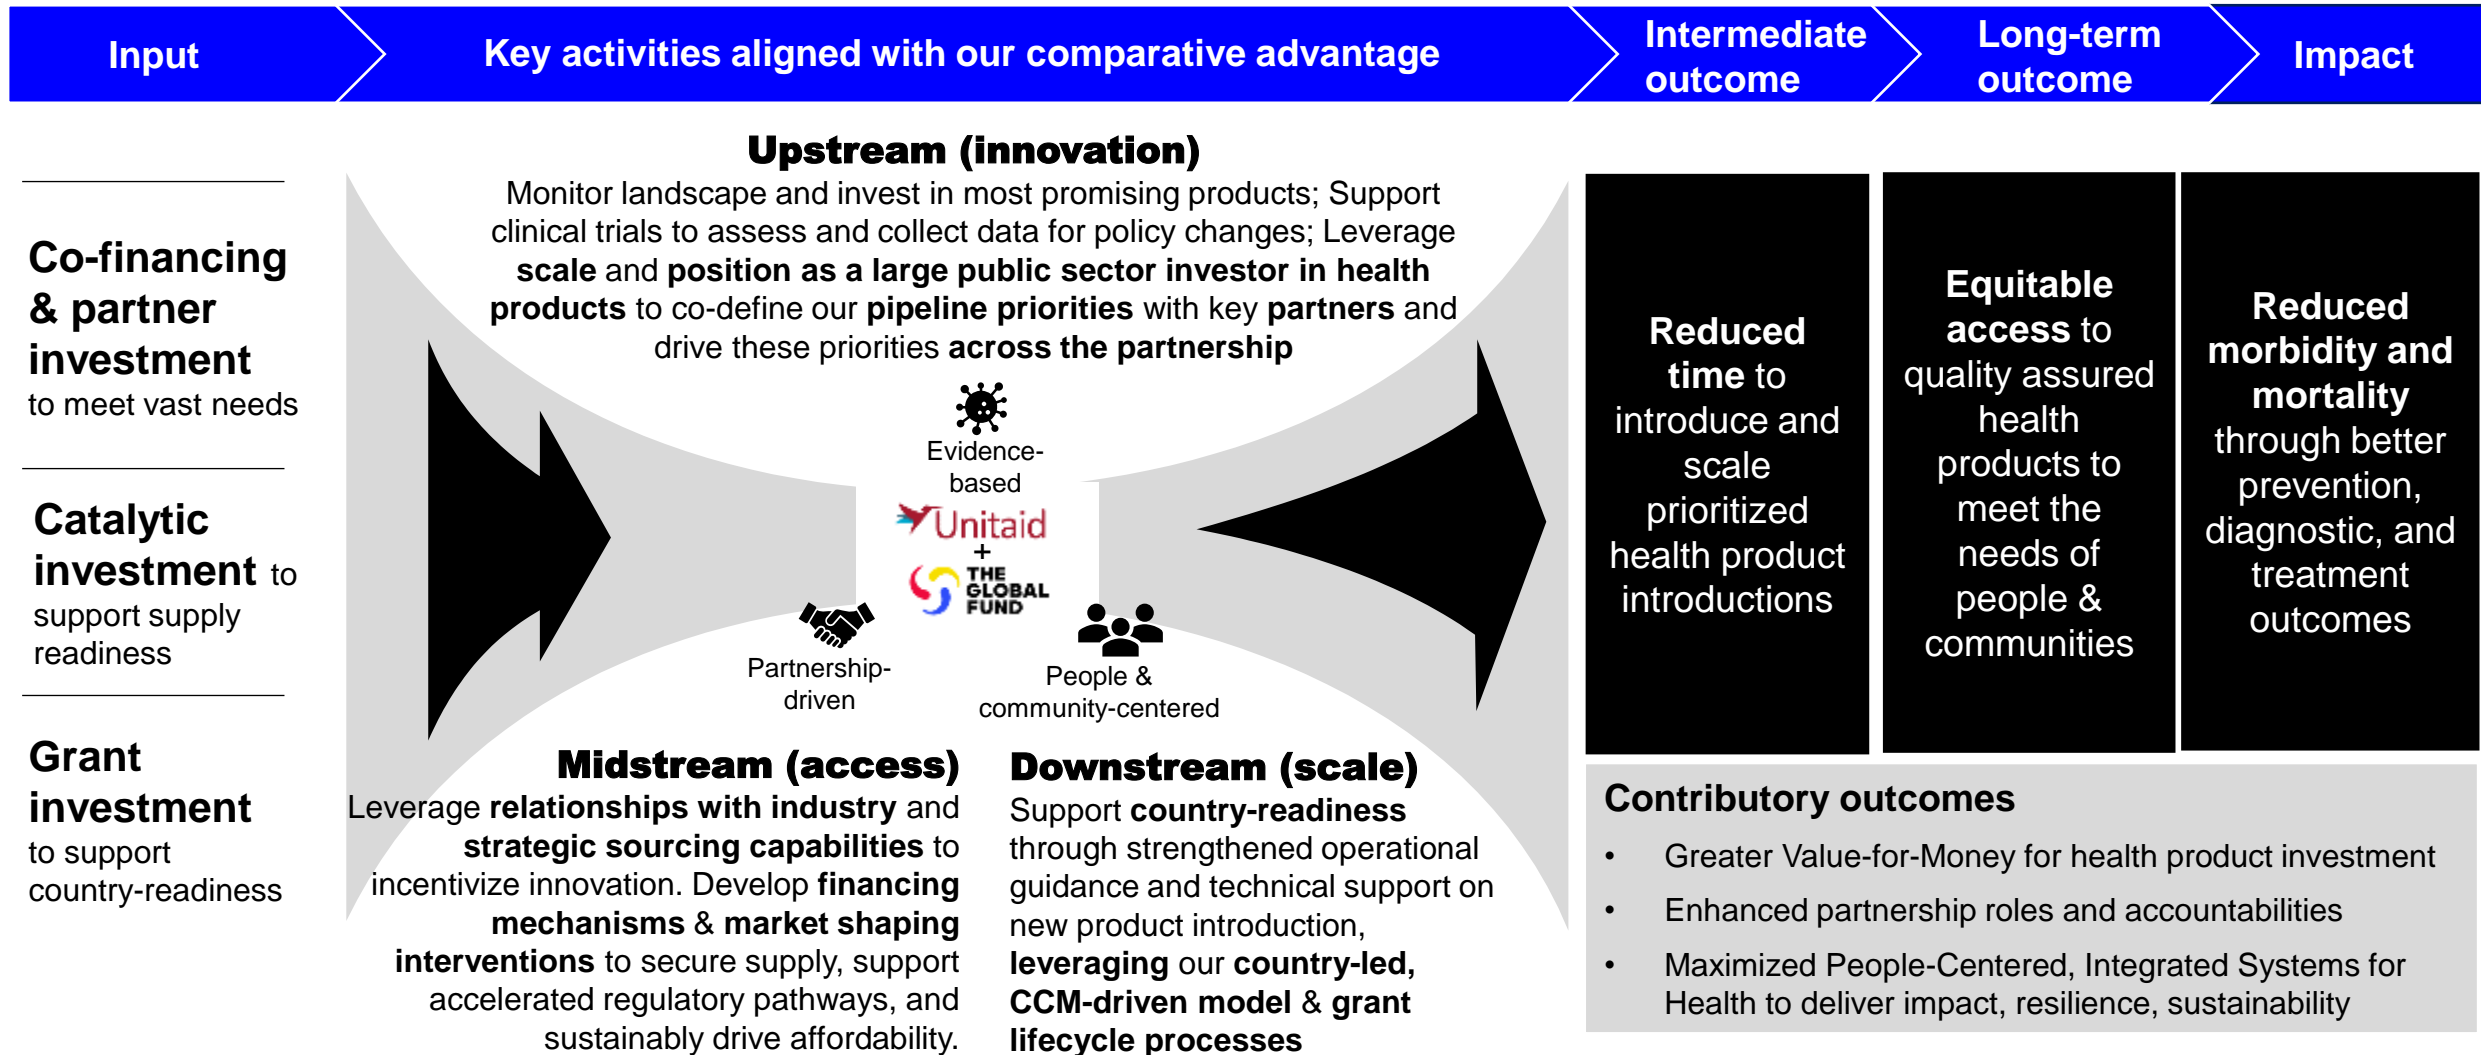 Input
Key activities aligned with our comparative advantage
Intermediate
outcome
Long-term
outcome
Impact
Co-financing
& partner
investment
to meet vast needs
Catalytic
investment to
support supply
readiness
Grant
investment
to support
country-readiness
Upstream (innovation)
Monitor landscape and invest in most promising products; Support
clinical trials to assess and collect data for policy changes; Leverage
scale and position as a large public sector investor in health
products to co-define our pipeline priorities with key partners and
drive these priorities across the partnership
Evidence-
based
Unitaid
+
THE
GLOBAL
FUND
Partnership-
driven
People &
community-centered
Midstream (access)
Leverage relationships with industry and
strategic sourcing capabilities to
incentivize innovation. Develop financing
mechanisms & market shaping
interventions to secure supply, support
accelerated regulatory pathways, and
sustainably drive affordability.
Downstream (scale)
Support country-readiness
through strengthened operational
guidance and technical support on
new product introduction,
leveraging our country-led,
CCM-driven model & grant
lifecycle processes
Reduced
time to
introduce and
scale
prioritized
health product
introductions
Equitable
access to
quality assured
health
products to
meet the
needs of
people &
communities
Reduced
morbidity and
mortality
through better
prevention,
diagnostic, and
treatment
outcomes
Contributory outcomes
• Greater Value-for-Money for health product investment
• Enhanced partnership roles and accountabilities
• Maximized People-Centered, Integrated Systems for
Health to deliver impact, resilience, sustainability